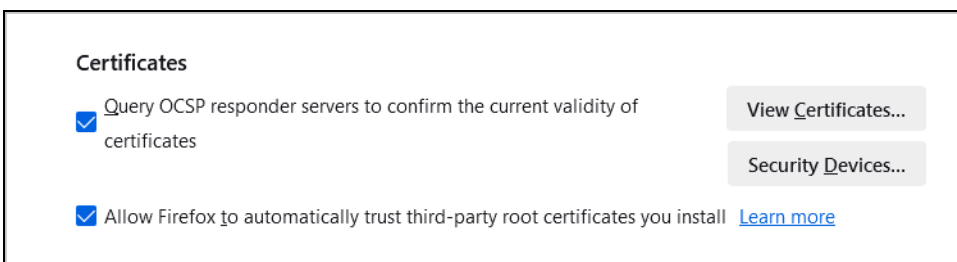 Certificates
Query OCSP responder servers to confirm the current validity of
certificates
View Certificates...
Security Devices...
Allow Firefox to automatically trust third-party root certificates you install Learn more